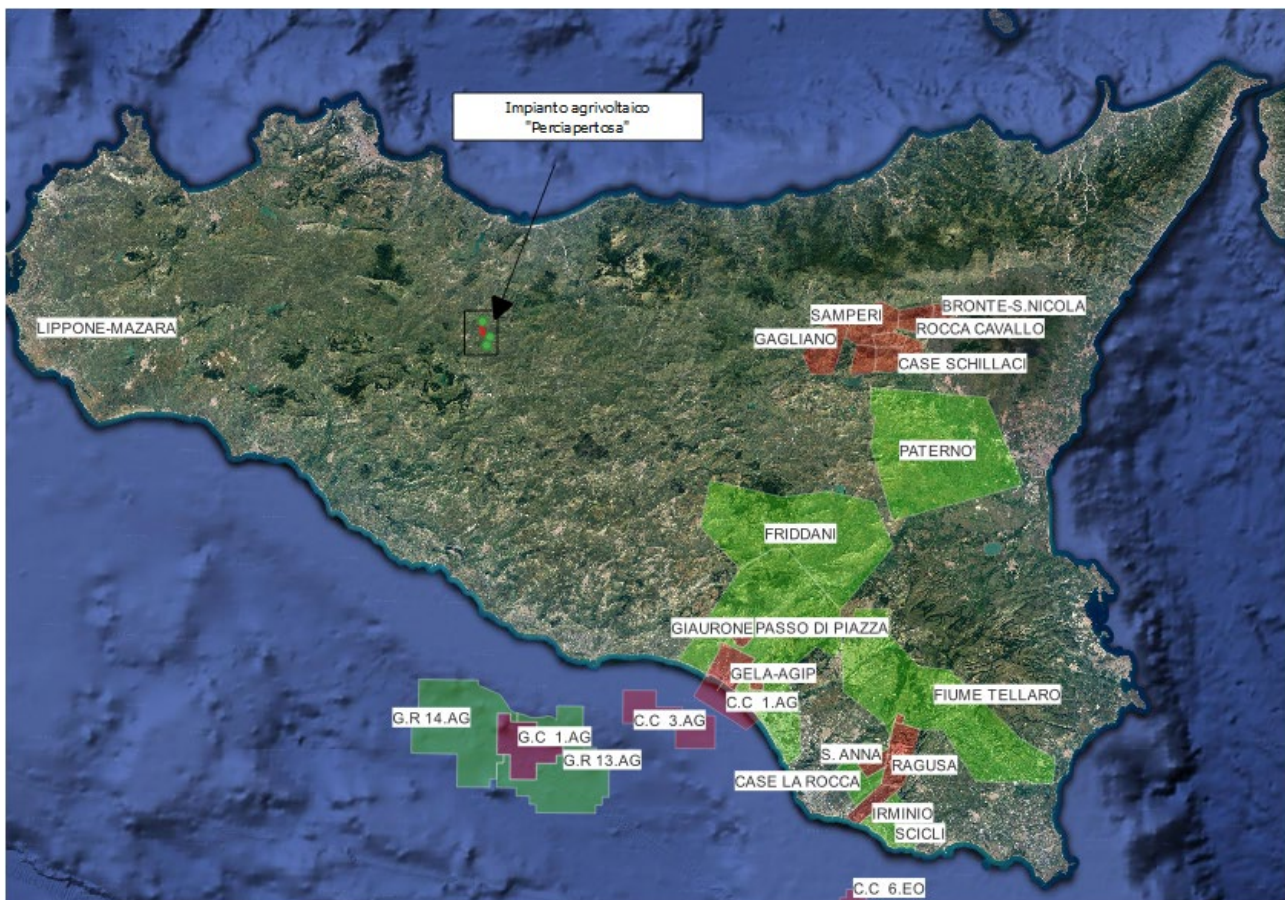 Impianto agrivoltaico
"Perciapertosa"
LIPPONE-MAZARA
SAMPERI
BRONTE-S.NICOLA
ROCCA CAVALLO
GAGLIANO
CASE SCHILLACI
PATERNO'
FRIDDANI
GIAURONE
PASSO DI PIAZZA
GELA-AGIP
FIUME TELLARO
C.C 1.AG
C.C 3.AG
G.R 14.AG
G.C 1.AG
G.R 13.AG
S. ANNA
RAGUSA
CASE LA ROCCA
IRMINIO
SCICLI
C.C 6.EO